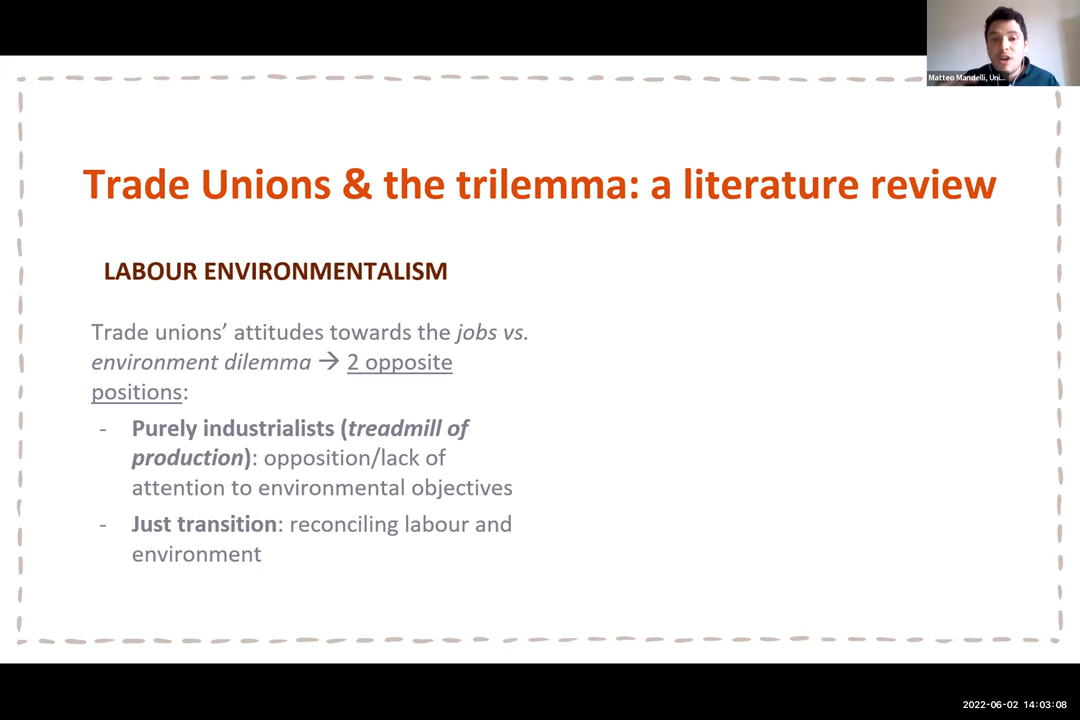 Matteo Mandelli, Uni...
Trade Unions & the trilemma: a literature review
LABOUR ENVIRONMENTALISM
Trade unions’ attitudes towards the jobs vs.
environment dilemma → 2 opposite
positions:
- Purely industrialists (treadmill of
production): opposition/lack of
attention to environmental objectives
- Just transition: reconciling labour and
environment
2022-06-02 14:03:08